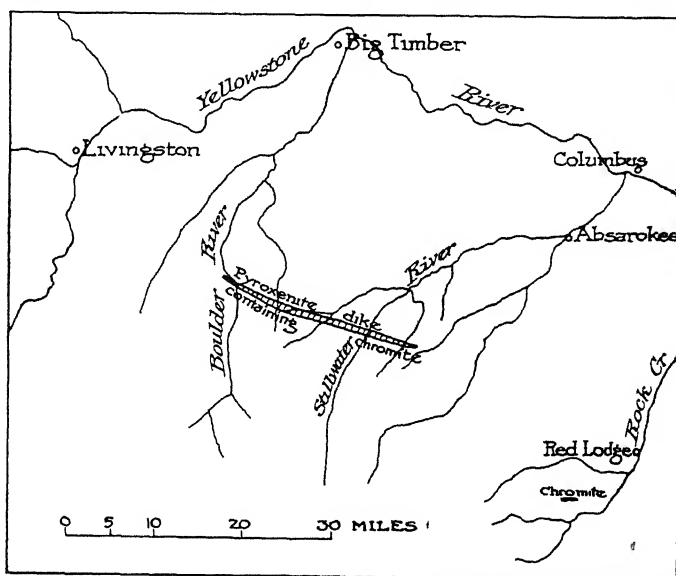 Big Timber
Yellowstone
River
Livingston
Columbus
River
River
Absarokee
Pyroxenite dike
containing chromite
Boulder
Stillwater
Rock Cr
Red Lodge
Chromite
0 5 10 20 30 MILES